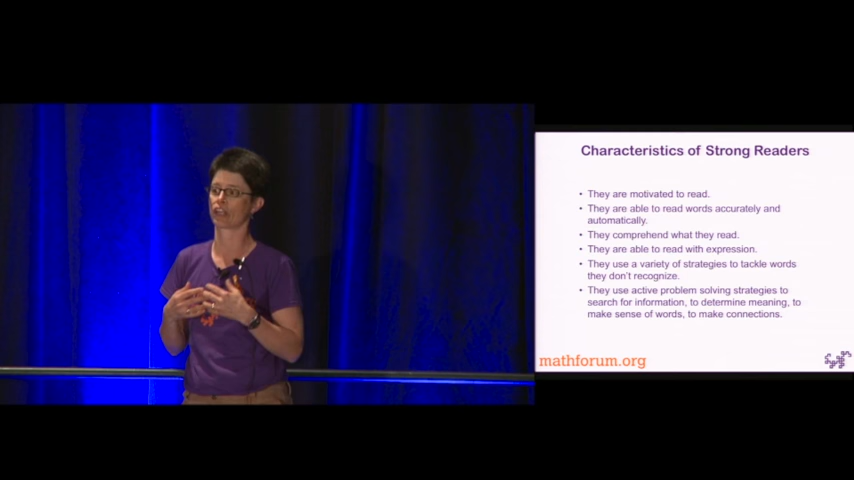 Characteristics of Strong Readers
• They are motivated to read.
• They are able to read words accurately and
automatically.
• They comprehend what they read.
• They are able to read with expression.
• They use a variety of strategies to tackle words
they don't recognize.
• They use active problem solving strategies to
search for information, to determine meaning, to
make sense of words, to make connections.
mathforum.org